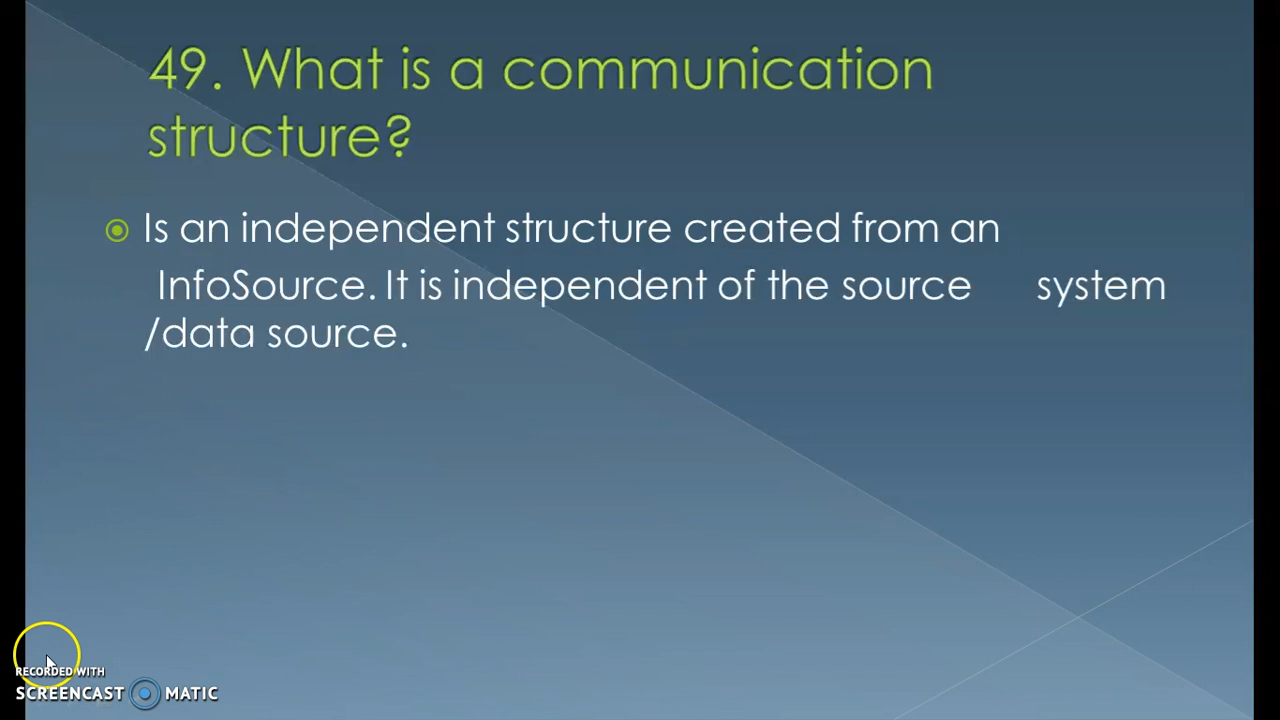 49. What is a communication
structure?
Is an independent structure created from an
InfoSource. It is independent of the source system
/data source.
RECORDED WITH
SCREENCAST MATIC